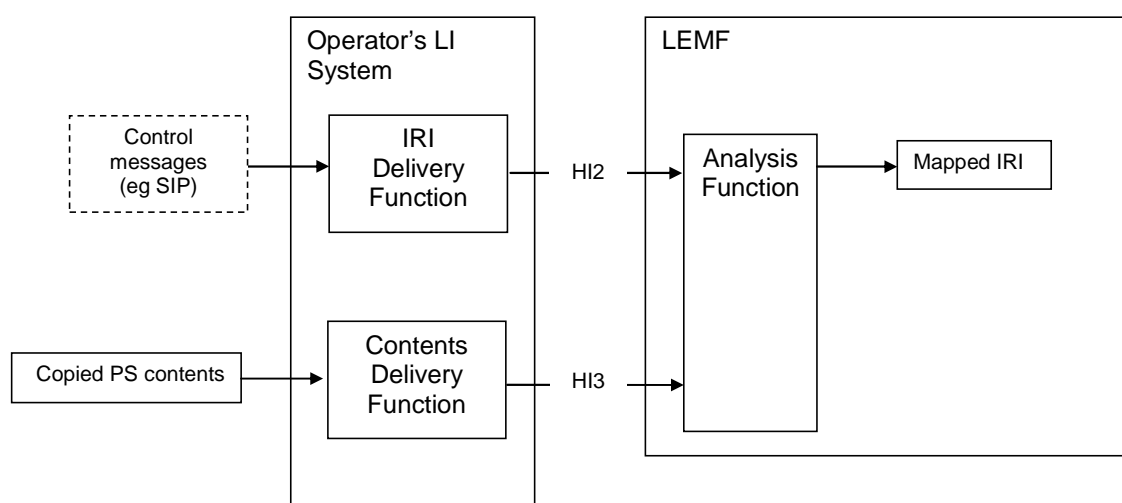 Operator’s LI
System
LEMF
Control
messages
(eg SIP)
IRI
Delivery
Function
HI2
Analysis
Function
Mapped IRI
Copied PS contents
Contents
Delivery
Function
HI3